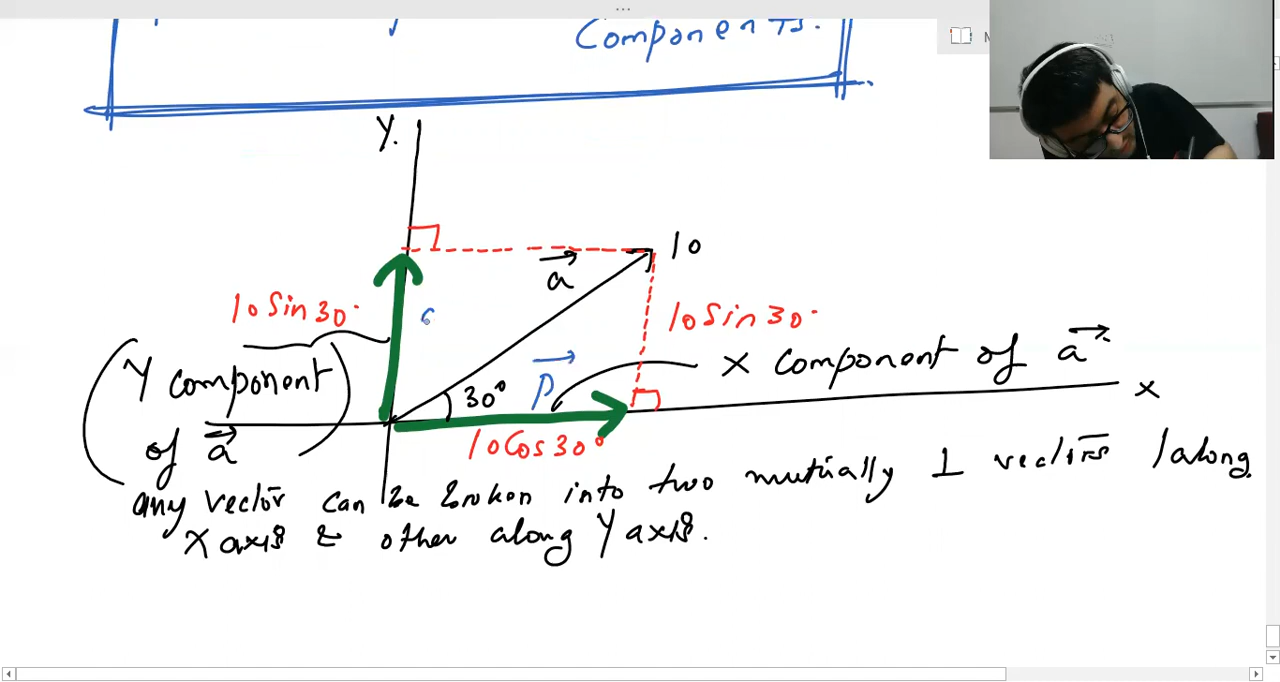 Components.
Y.
10
a
10 Sin 30°
10 Sin 30°
Y component
of a
X component of a
P
30°
X
10 Cos 30°
any vector can be broken into two mutually ⊥ vectors 1 along
X axis & other along Y axis.